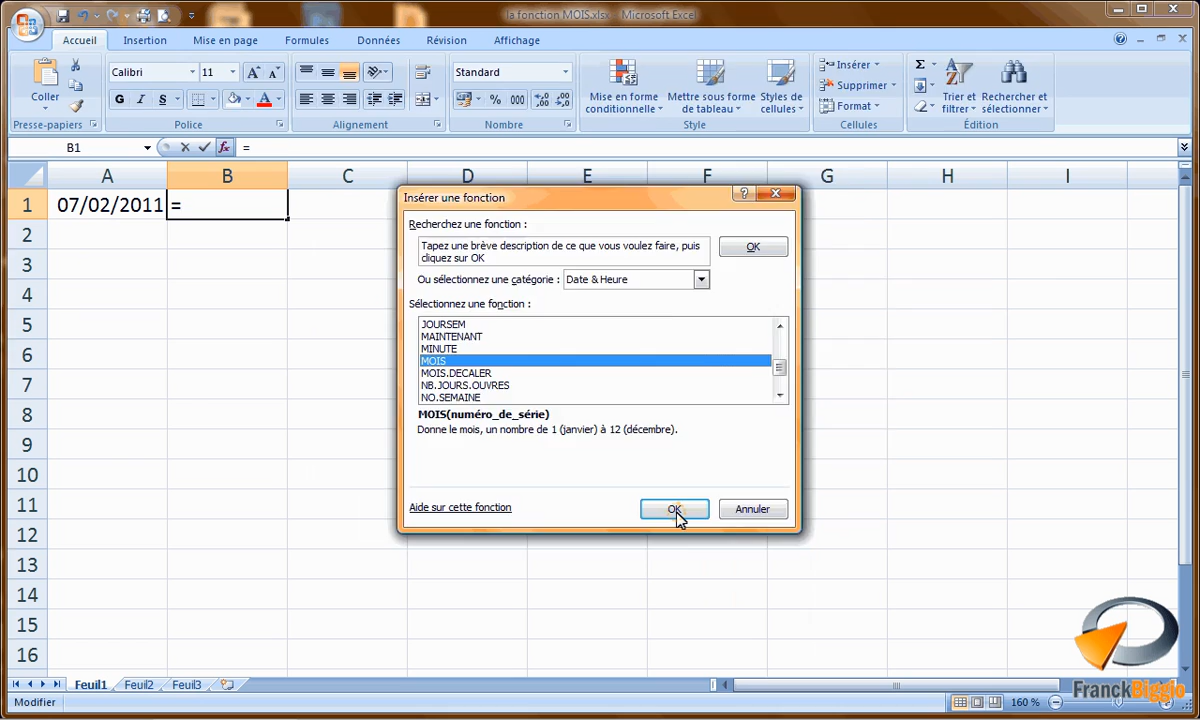 la fonction MOIS.xlsx - Microsoft Excel
Accueil Insertion Mise en page Formules Données Révision Affichage
Coller
Calibri 11
G I S
Standard
% 000
Mise en forme conditionnelle
Mettre sous forme de tableau
Styles de cellules
Insérer
Supprimer
Format
Σ
Trier et filtrer
Rechercher et sélectionner
Presse-papiers Police Alignement Nombre Style Cellules Édition
B1 fx =
A B C D E F G H I
1 07/02/2011 =
2
3
4
5
6
7
8
9
10
11
12
13
14
15
16
Insérer une fonction
Recherchez une fonction :
Tapez une brève description de ce que vous voulez faire, puis
cliquez sur OK
OK
Ou sélectionnez une catégorie : Date & Heure
Sélectionnez une fonction :
JOURSEM
MAINTENANT
MINUTE
MOIS
MOIS.DECALER
NB.JOURS.OUVRES
NO.SEMAINE
MOIS(numéro_de_série)
Donne le mois, un nombre de 1 (janvier) à 12 (décembre).
Aide sur cette fonction
OK Annuler
Feuil1 Feuil2 Feuil3
FranckBiggio
Modifier 160 %